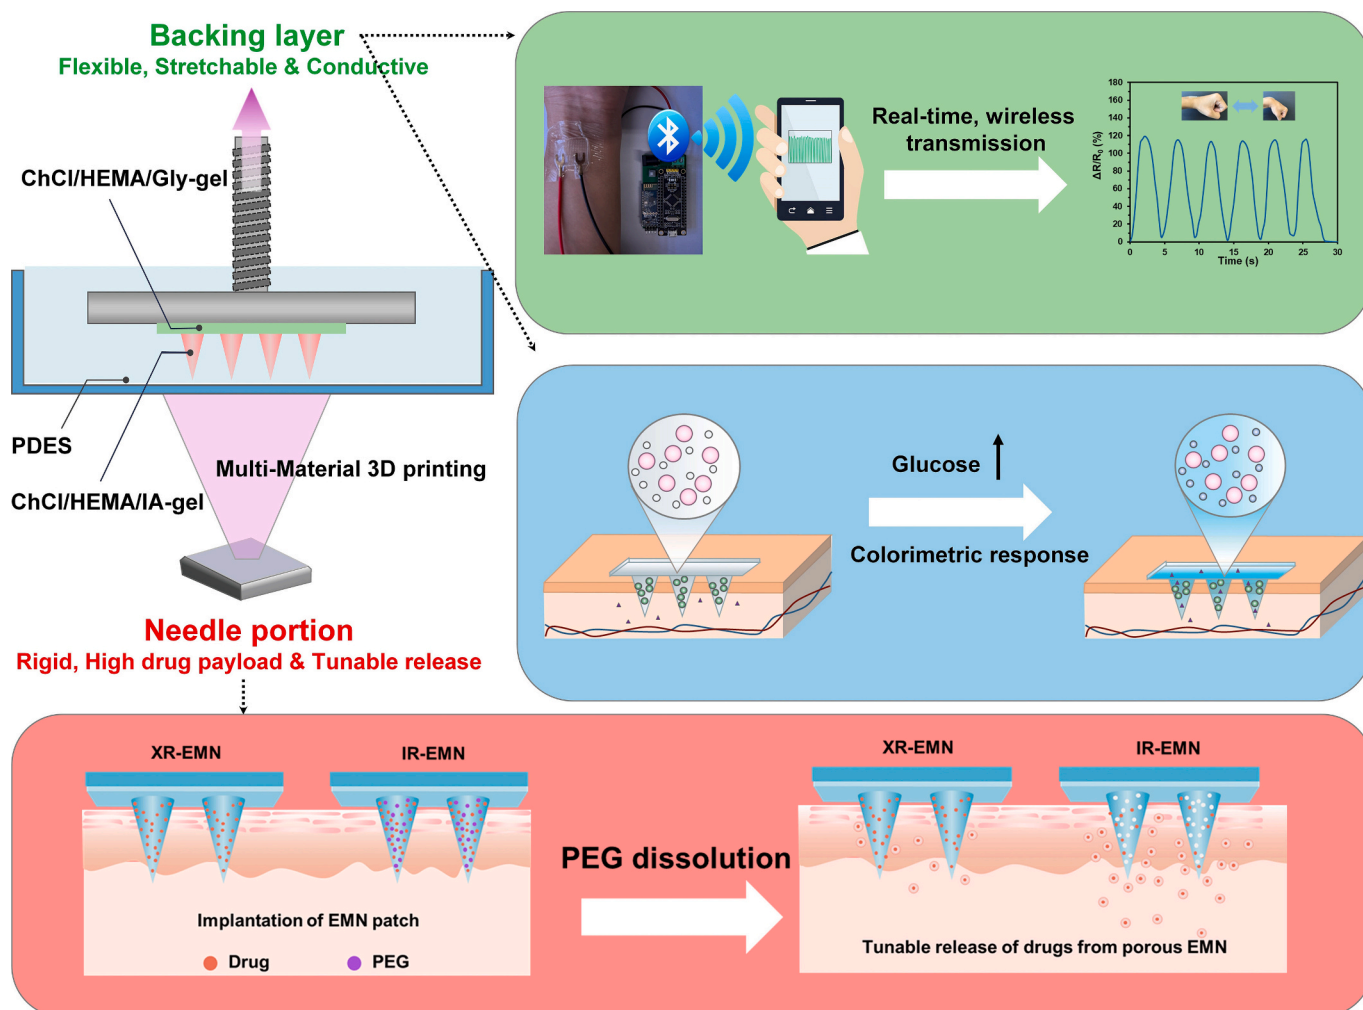 Backing layer
Flexible, Stretchable & Conductive
ChCl/HEMA/Gly-gel
PDES
ChCl/HEMA/IA-gel
Multi-Material 3D printing
Needle portion
Rigid, High drug payload & Tunable release
Real-time, wireless
transmission
ΔR/R0 (%)
180
160
140
120
100
80
60
40
20
0
0 5 10 15 20 25 30
Time (s)
Glucose
Colorimetric response
XR-EMN
IR-EMN
Implantation of EMN patch
Drug
PEG
PEG dissolution
XR-EMN
IR-EMN
Tunable release of drugs from porous EMN